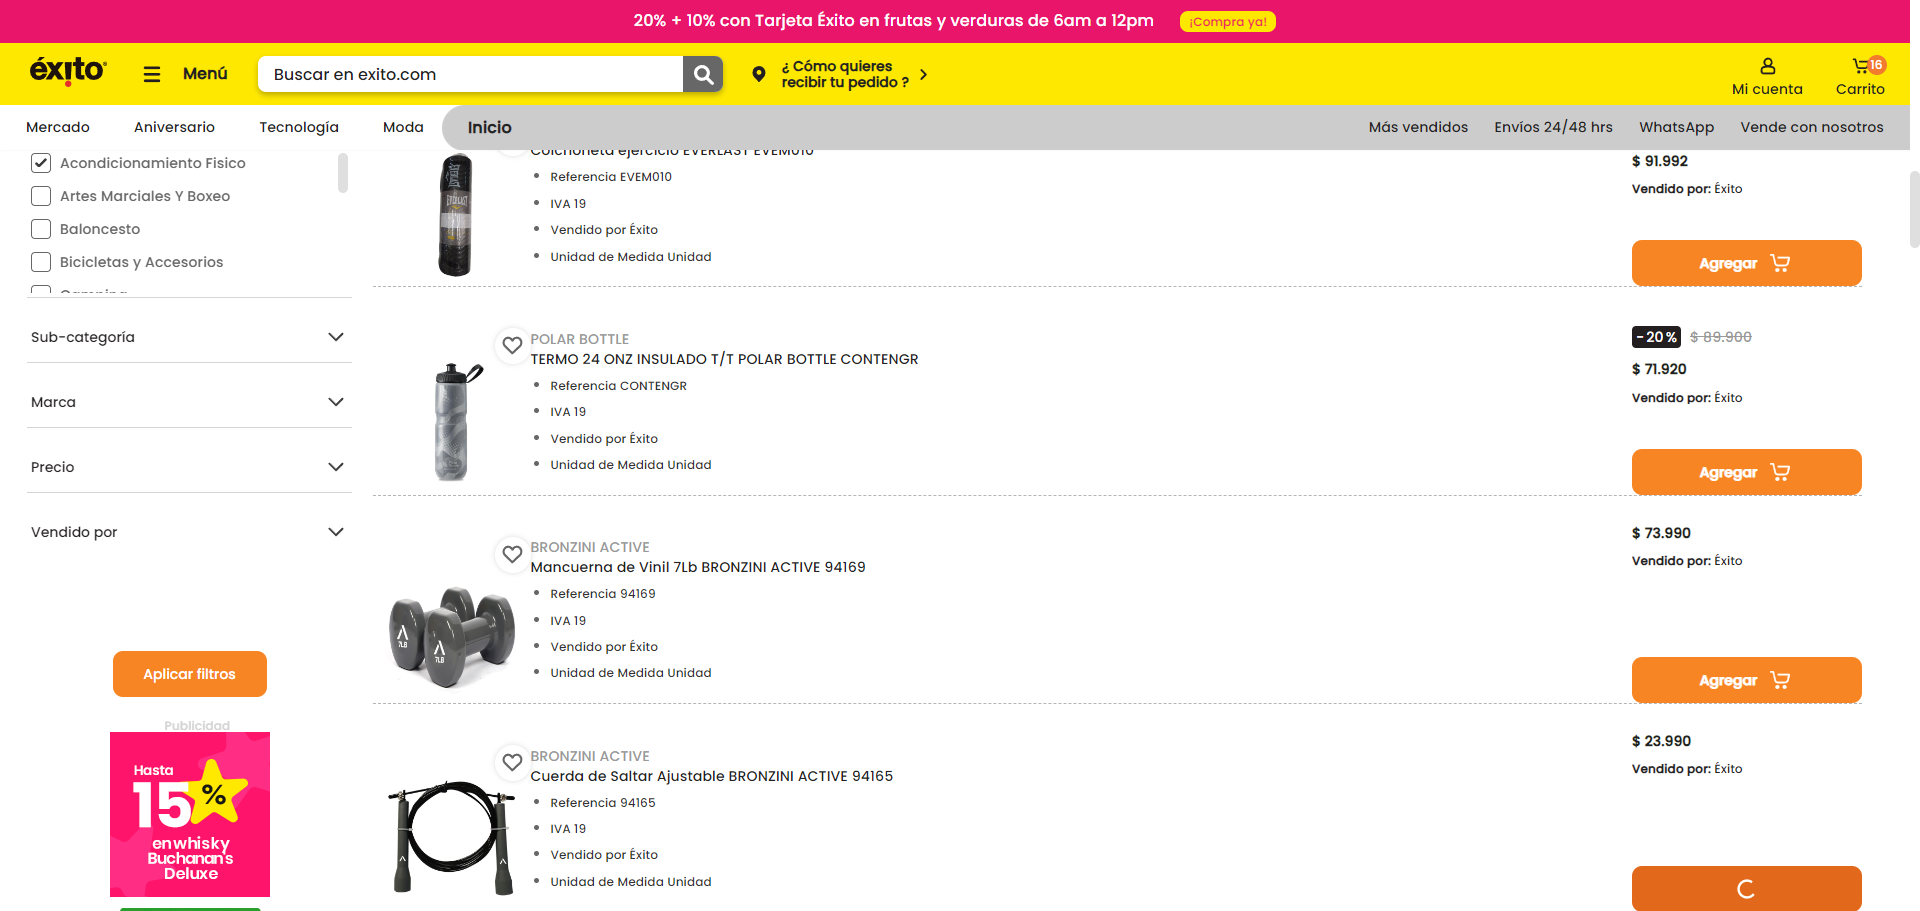 20% + 10% con Tarjeta Éxito en frutas y verduras de 6am a 12pm
¡Compra ya!
éxito
Menú
Buscar en exito.com
¿ Cómo quieres
recibir tu pedido ?
Mi cuenta
16
Carrito
Mercado
Aniversario
Tecnología
Moda
Inicio
Más vendidos
Envíos 24/48 hrs
WhatsApp
Vende con nosotros
Acondicionamiento Fisico
Artes Marciales Y Boxeo
Baloncesto
Bicicletas y Accesorios
Camping
Sub-categoría
Marca
Precio
Vendido por
Aplicar filtros
Publicidad
Hasta
15%
en whisky
Buchanan's
Deluxe
Colchoneta ejercicio EVERLAST EVEM010
Referencia EVEM010
IVA 19
Vendido por Éxito
Unidad de Medida Unidad
$ 91.992
Vendido por: Éxito
Agregar
POLAR BOTTLE
TERMO 24 ONZ INSULADO T/T POLAR BOTTLE CONTENGR
Referencia CONTENGR
IVA 19
Vendido por Éxito
Unidad de Medida Unidad
-20% $ 89.900
$ 71.920
Vendido por: Éxito
Agregar
BRONZINI ACTIVE
Mancuerna de Vinil 7Lb BRONZINI ACTIVE 94169
Referencia 94169
IVA 19
Vendido por Éxito
Unidad de Medida Unidad
7LB
7LB
$ 73.990
Vendido por: Éxito
Agregar
BRONZINI ACTIVE
Cuerda de Saltar Ajustable BRONZINI ACTIVE 94165
Referencia 94165
IVA 19
Vendido por Éxito
Unidad de Medida Unidad
$ 23.990
Vendido por: Éxito